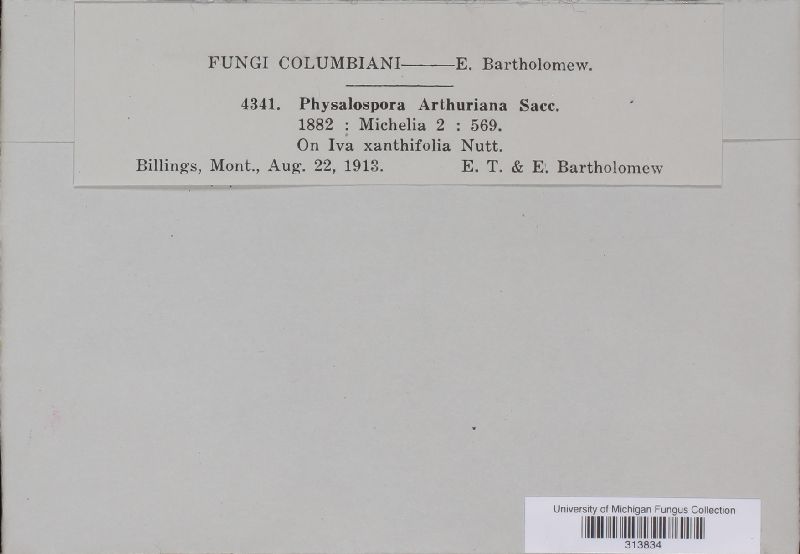 FUNGI COLUMBIANI——E. Bartholomew.
4341. Physalospora Arthuriana Sacc.
1882 : Michelia 2 : 569.
On Iva xanthifolia Nutt.
Billings, Mont., Aug. 22, 1913. E. T. & E. Bartholomew
University of Michigan Fungus Collection
313834